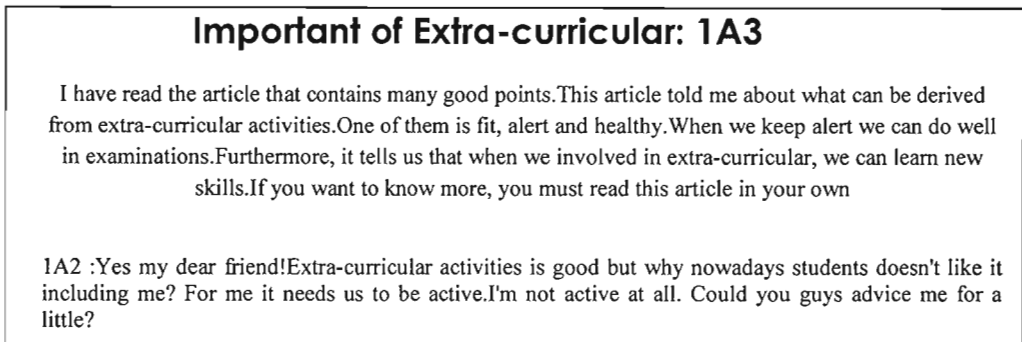 Important of Extra-curricular: 1A3
I have read the article that contains many good points.This article told me about what can be derived
from extra-curricular activities.One of them is fit, alert and healthy.When we keep alert we can do well
in examinations.Furthermore, it tells us that when we involved in extra-curricular, we can learn new
skills.If you want to know more, you must read this article in your own
1A2 :Yes my dear friend!Extra-curricular activities is good but why nowadays students doesn't like it
including me? For me it needs us to be active.I'm not active at all. Could you guys advice me for a
little?